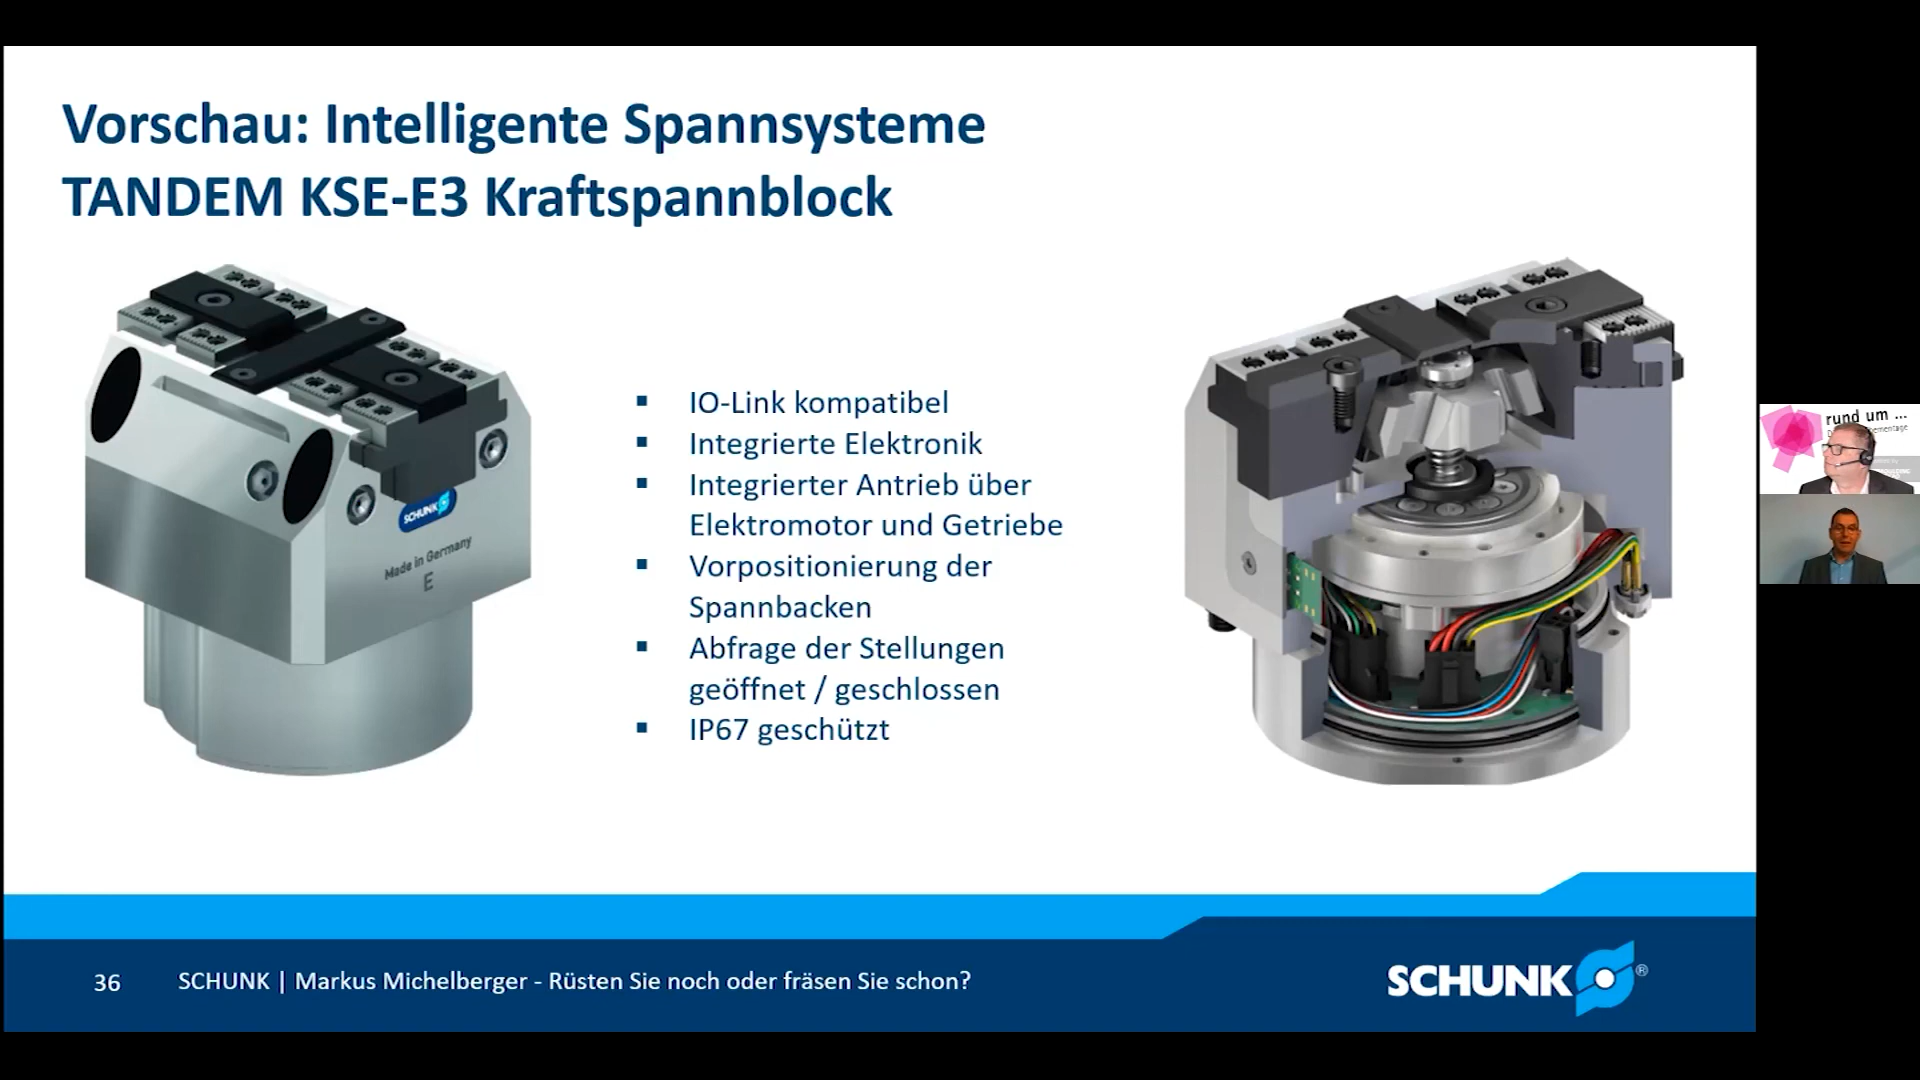 Vorschau: Intelligente Spannsysteme
TANDEM KSE-E3 Kraftspannblock
▪ IO-Link kompatibel
▪ Integrierte Elektronik
▪ Integrierter Antrieb über
Elektromotor und Getriebe
▪ Vorpositionierung der
Spannbacken
▪ Abfrage der Stellungen
geöffnet / geschlossen
▪ IP67 geschützt
SCHUNK
Made in Germany
E
rund um ...
36 SCHUNK | Markus Michelberger - Rüsten Sie noch oder fräsen Sie schon?
SCHUNK ®